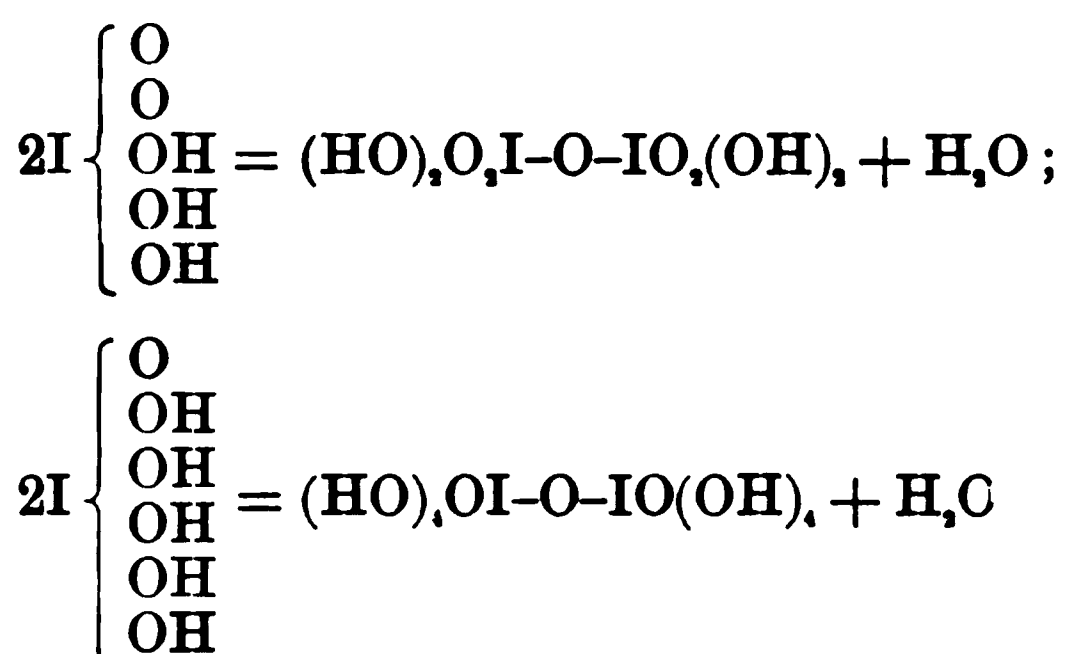 O
O
2I { OH = (HO)₂O₂I–O–IO₂(OH)₂ + H₂O ;
OH
OH
O
OH
OH
2I { = (HO)₄OI–O–IO(OH)₄ + H₂O
OH
OH
OH